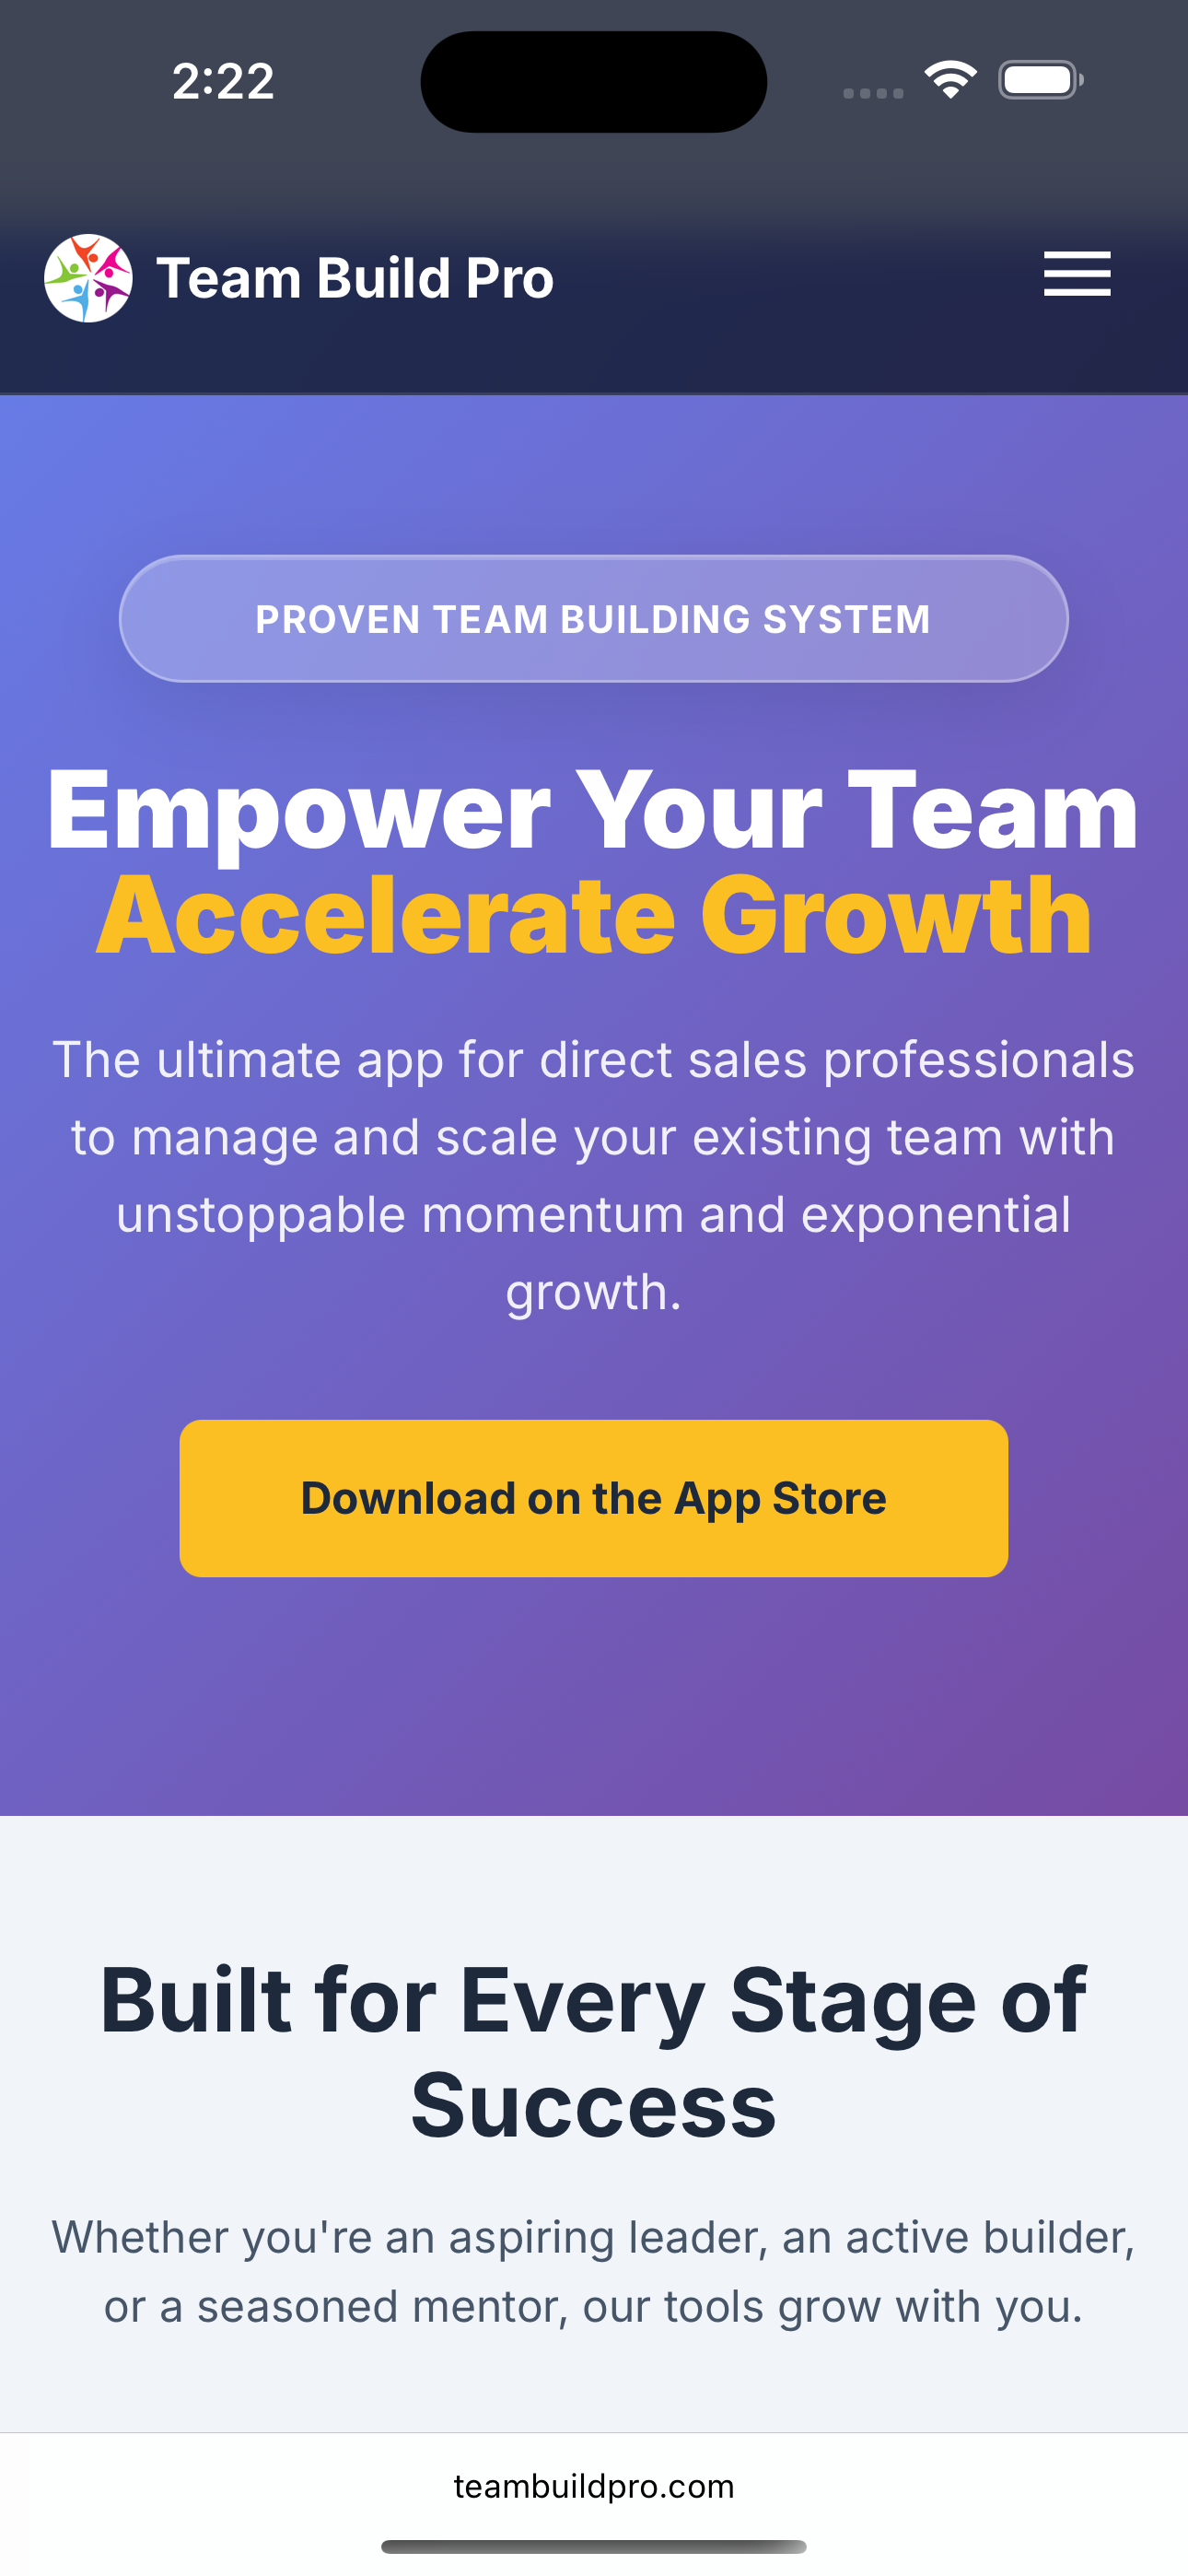 2:22
Team Build Pro
PROVEN TEAM BUILDING SYSTEM
Empower Your Team
Accelerate Growth
The ultimate app for direct sales professionals
to manage and scale your existing team with
unstoppable momentum and exponential
growth.
Download on the App Store
Built for Every Stage of
Success
Whether you're an aspiring leader, an active builder,
or a seasoned mentor, our tools grow with you.
teambuildpro.com